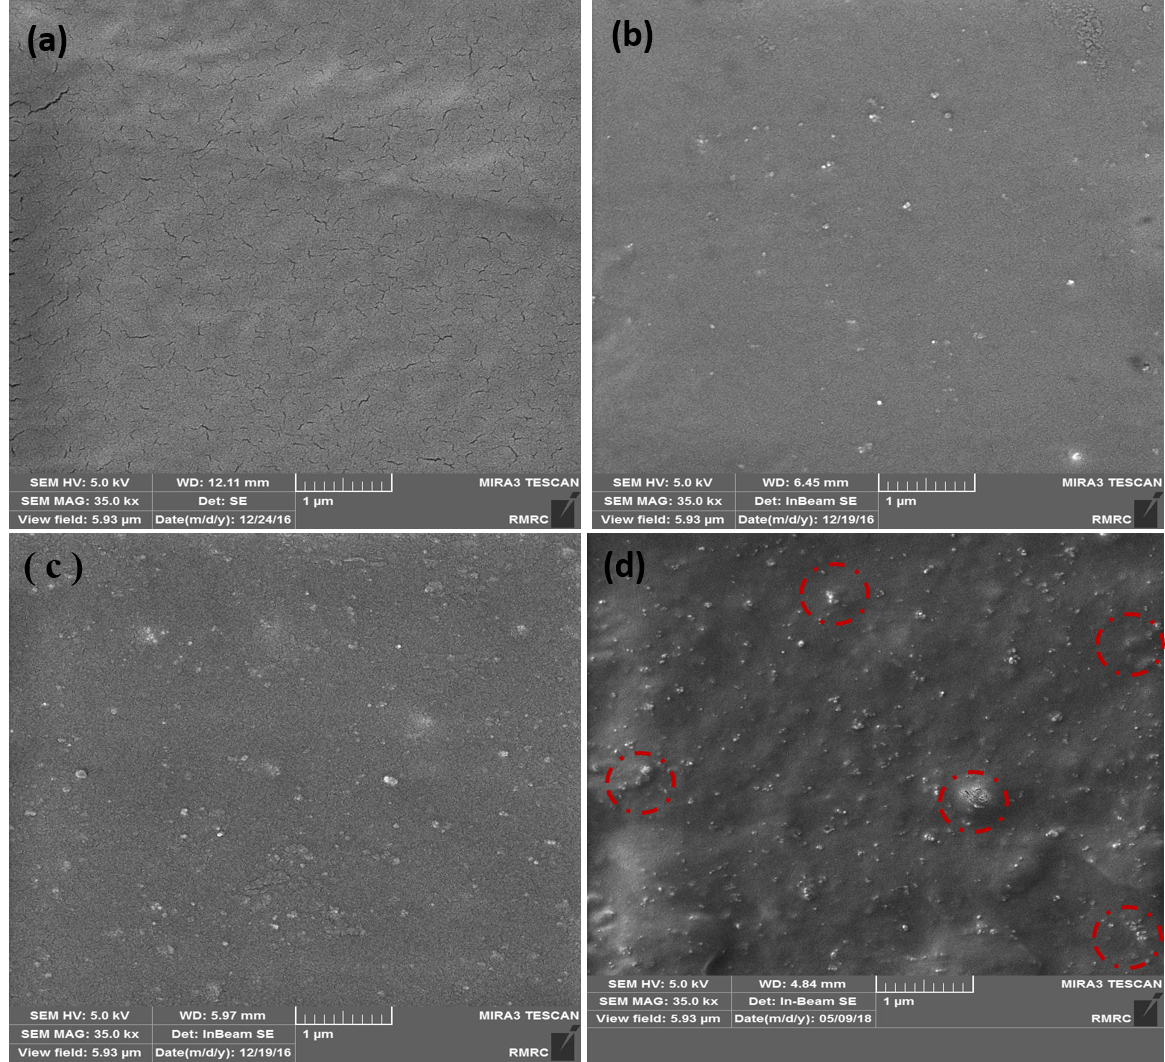 (a)
SEM HV: 5.0 kV WD: 12.11 mm MIRA3 TESCAN
SEM MAG: 35.0 kx Det: SE 1 µm
View field: 5.93 µm Date(m/d/y): 12/24/16 RMRC
(b)
SEM HV: 5.0 kV WD: 6.45 mm MIRA3 TESCAN
SEM MAG: 35.0 kx Det: InBeam SE 1 µm
View field: 5.93 µm Date(m/d/y): 12/19/16 RMRC
( c )
SEM HV: 5.0 kV WD: 5.97 mm MIRA3 TESCAN
SEM MAG: 35.0 kx Det: InBeam SE 1 µm
View field: 5.93 µm Date(m/d/y): 12/19/16 RMRC
(d)
SEM HV: 5.0 kV WD: 4.84 mm MIRA3 TESCAN
SEM MAG: 35.0 kx Det: In-Beam SE 1 µm
View field: 5.93 µm Date(m/d/y): 05/09/18 RMRC